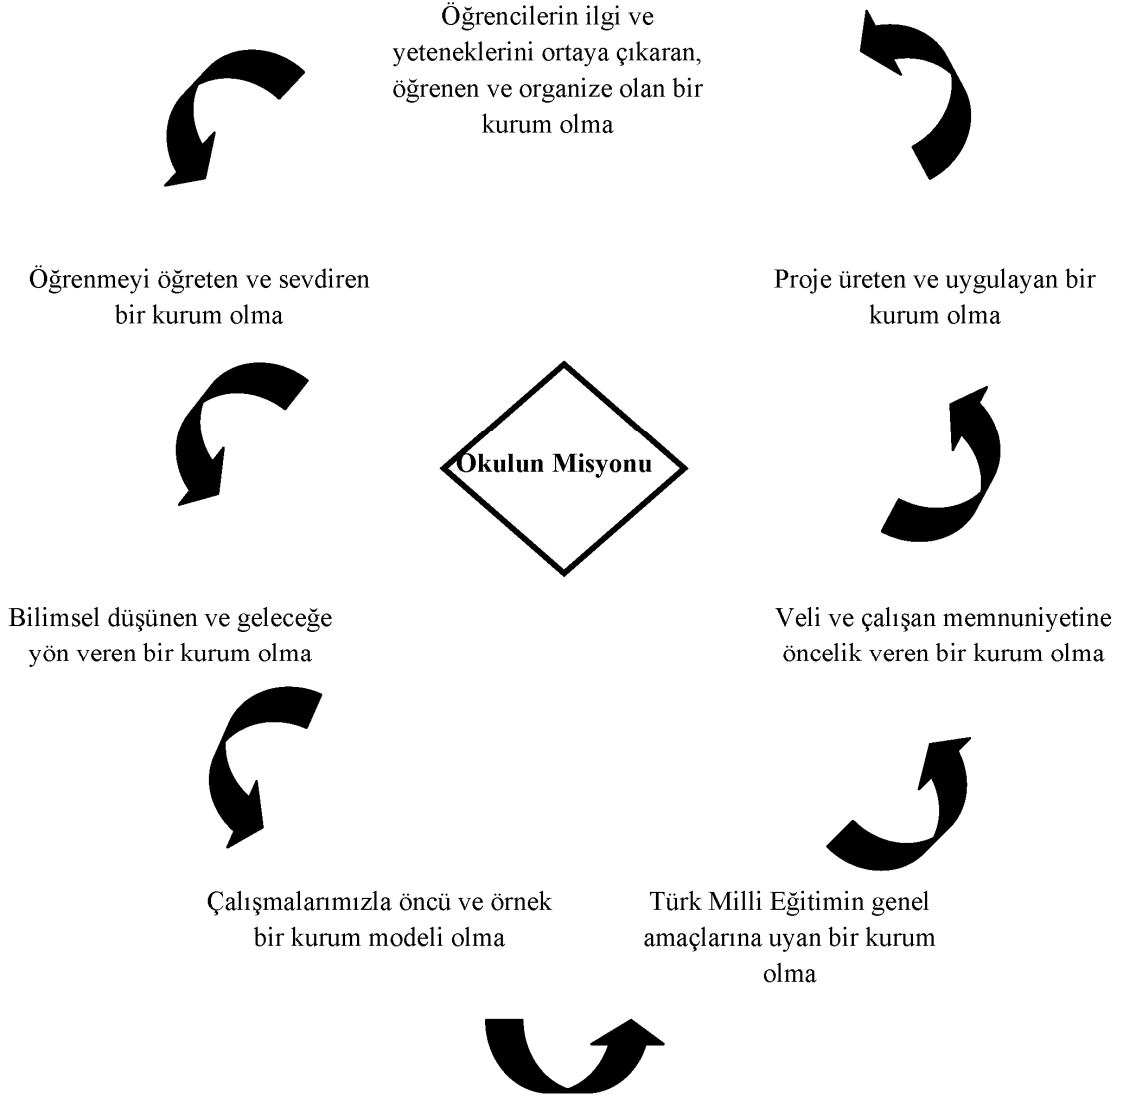 Öğrencilerin ilgi ve
yeteneklerini ortaya çıkaran,
öğrenen ve organize olan bir
kurum olma
Öğrenmeyi öğreten ve sevdiren
bir kurum olma
Proje üreten ve uygulayan bir
kurum olma
Okulun Misyonu
Bilimsel düşünen ve geleceğe
yön veren bir kurum olma
Veli ve çalışan memnuniyetine
öncelik veren bir kurum olma
Çalışmalarımızla öncü ve örnek
bir kurum modeli olma
Türk Milli Eğitimin genel
amaçlarına uyan bir kurum
olma